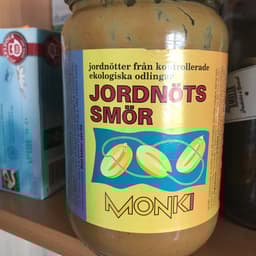 jordnötter från kontrollerade
ekologiska odlingar
JORDNÖTS
SMÖR
MONKI